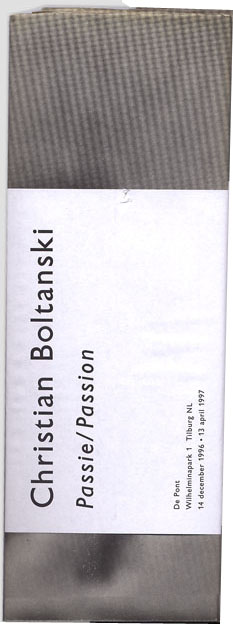 Christian Boltanski
Passie/Passion
De Pont
Wilhelminapark 1 Tilburg NL
14 december 1996 • 13 april 1997